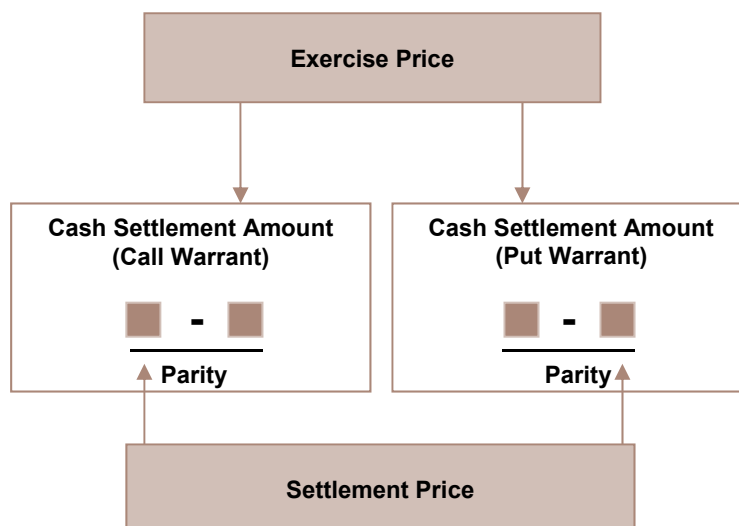 Exercise Price
Cash Settlement Amount
(Call Warrant)
-
Parity
Cash Settlement Amount
(Put Warrant)
-
Parity
Settlement Price